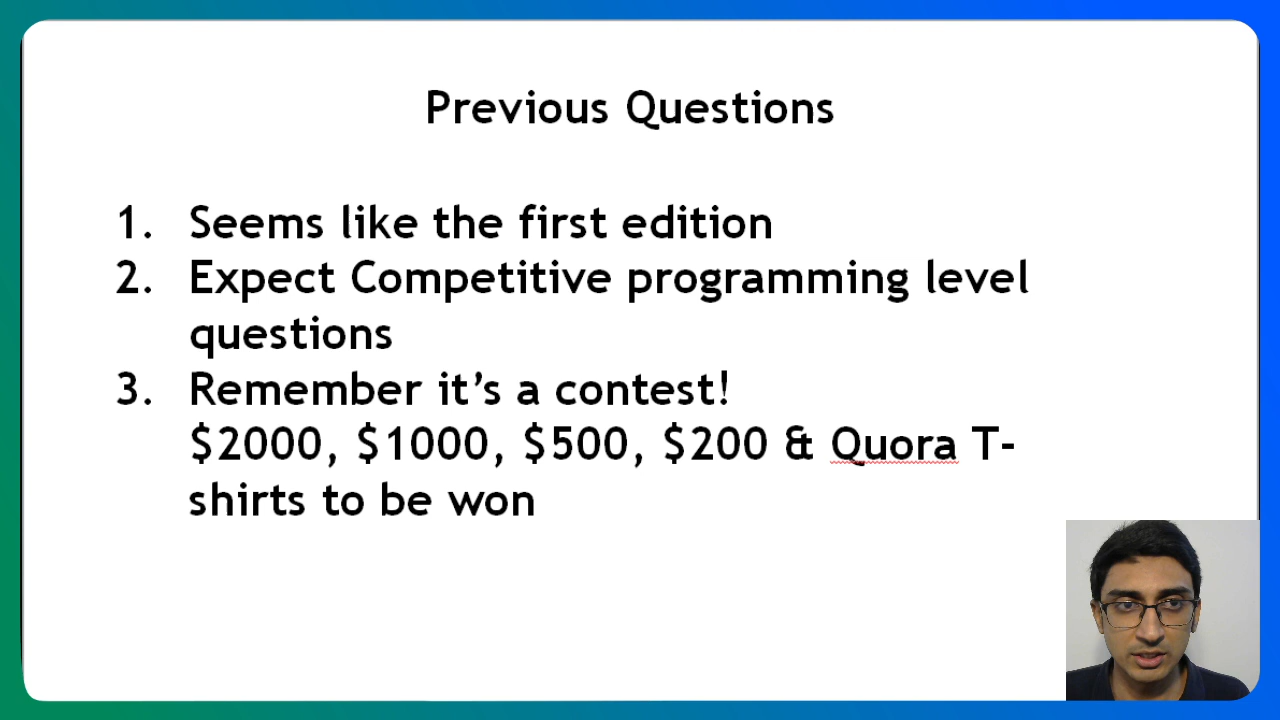 Previous Questions
1. Seems like the first edition
2. Expect Competitive programming level
questions
3. Remember it’s a contest!
$2000, $1000, $500, $200 & Quora T-
shirts to be won